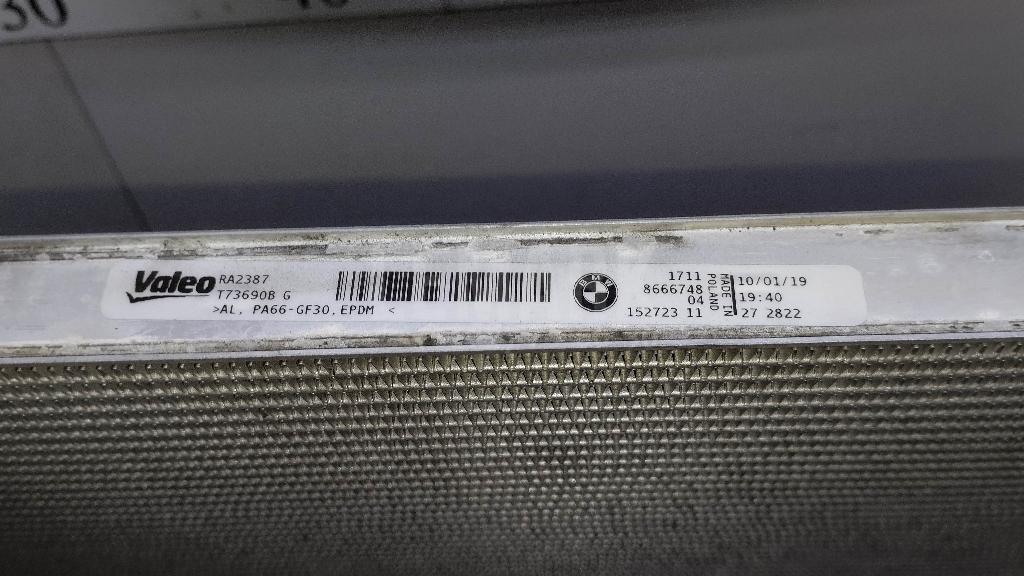 30
Valeo RA2387
T73690B G
>AL, PA66-GF30,EPDM <
BMW
1711
8666748
04
152723 11
MADE IN
POLAND
10/01/19
19:40
27 2822